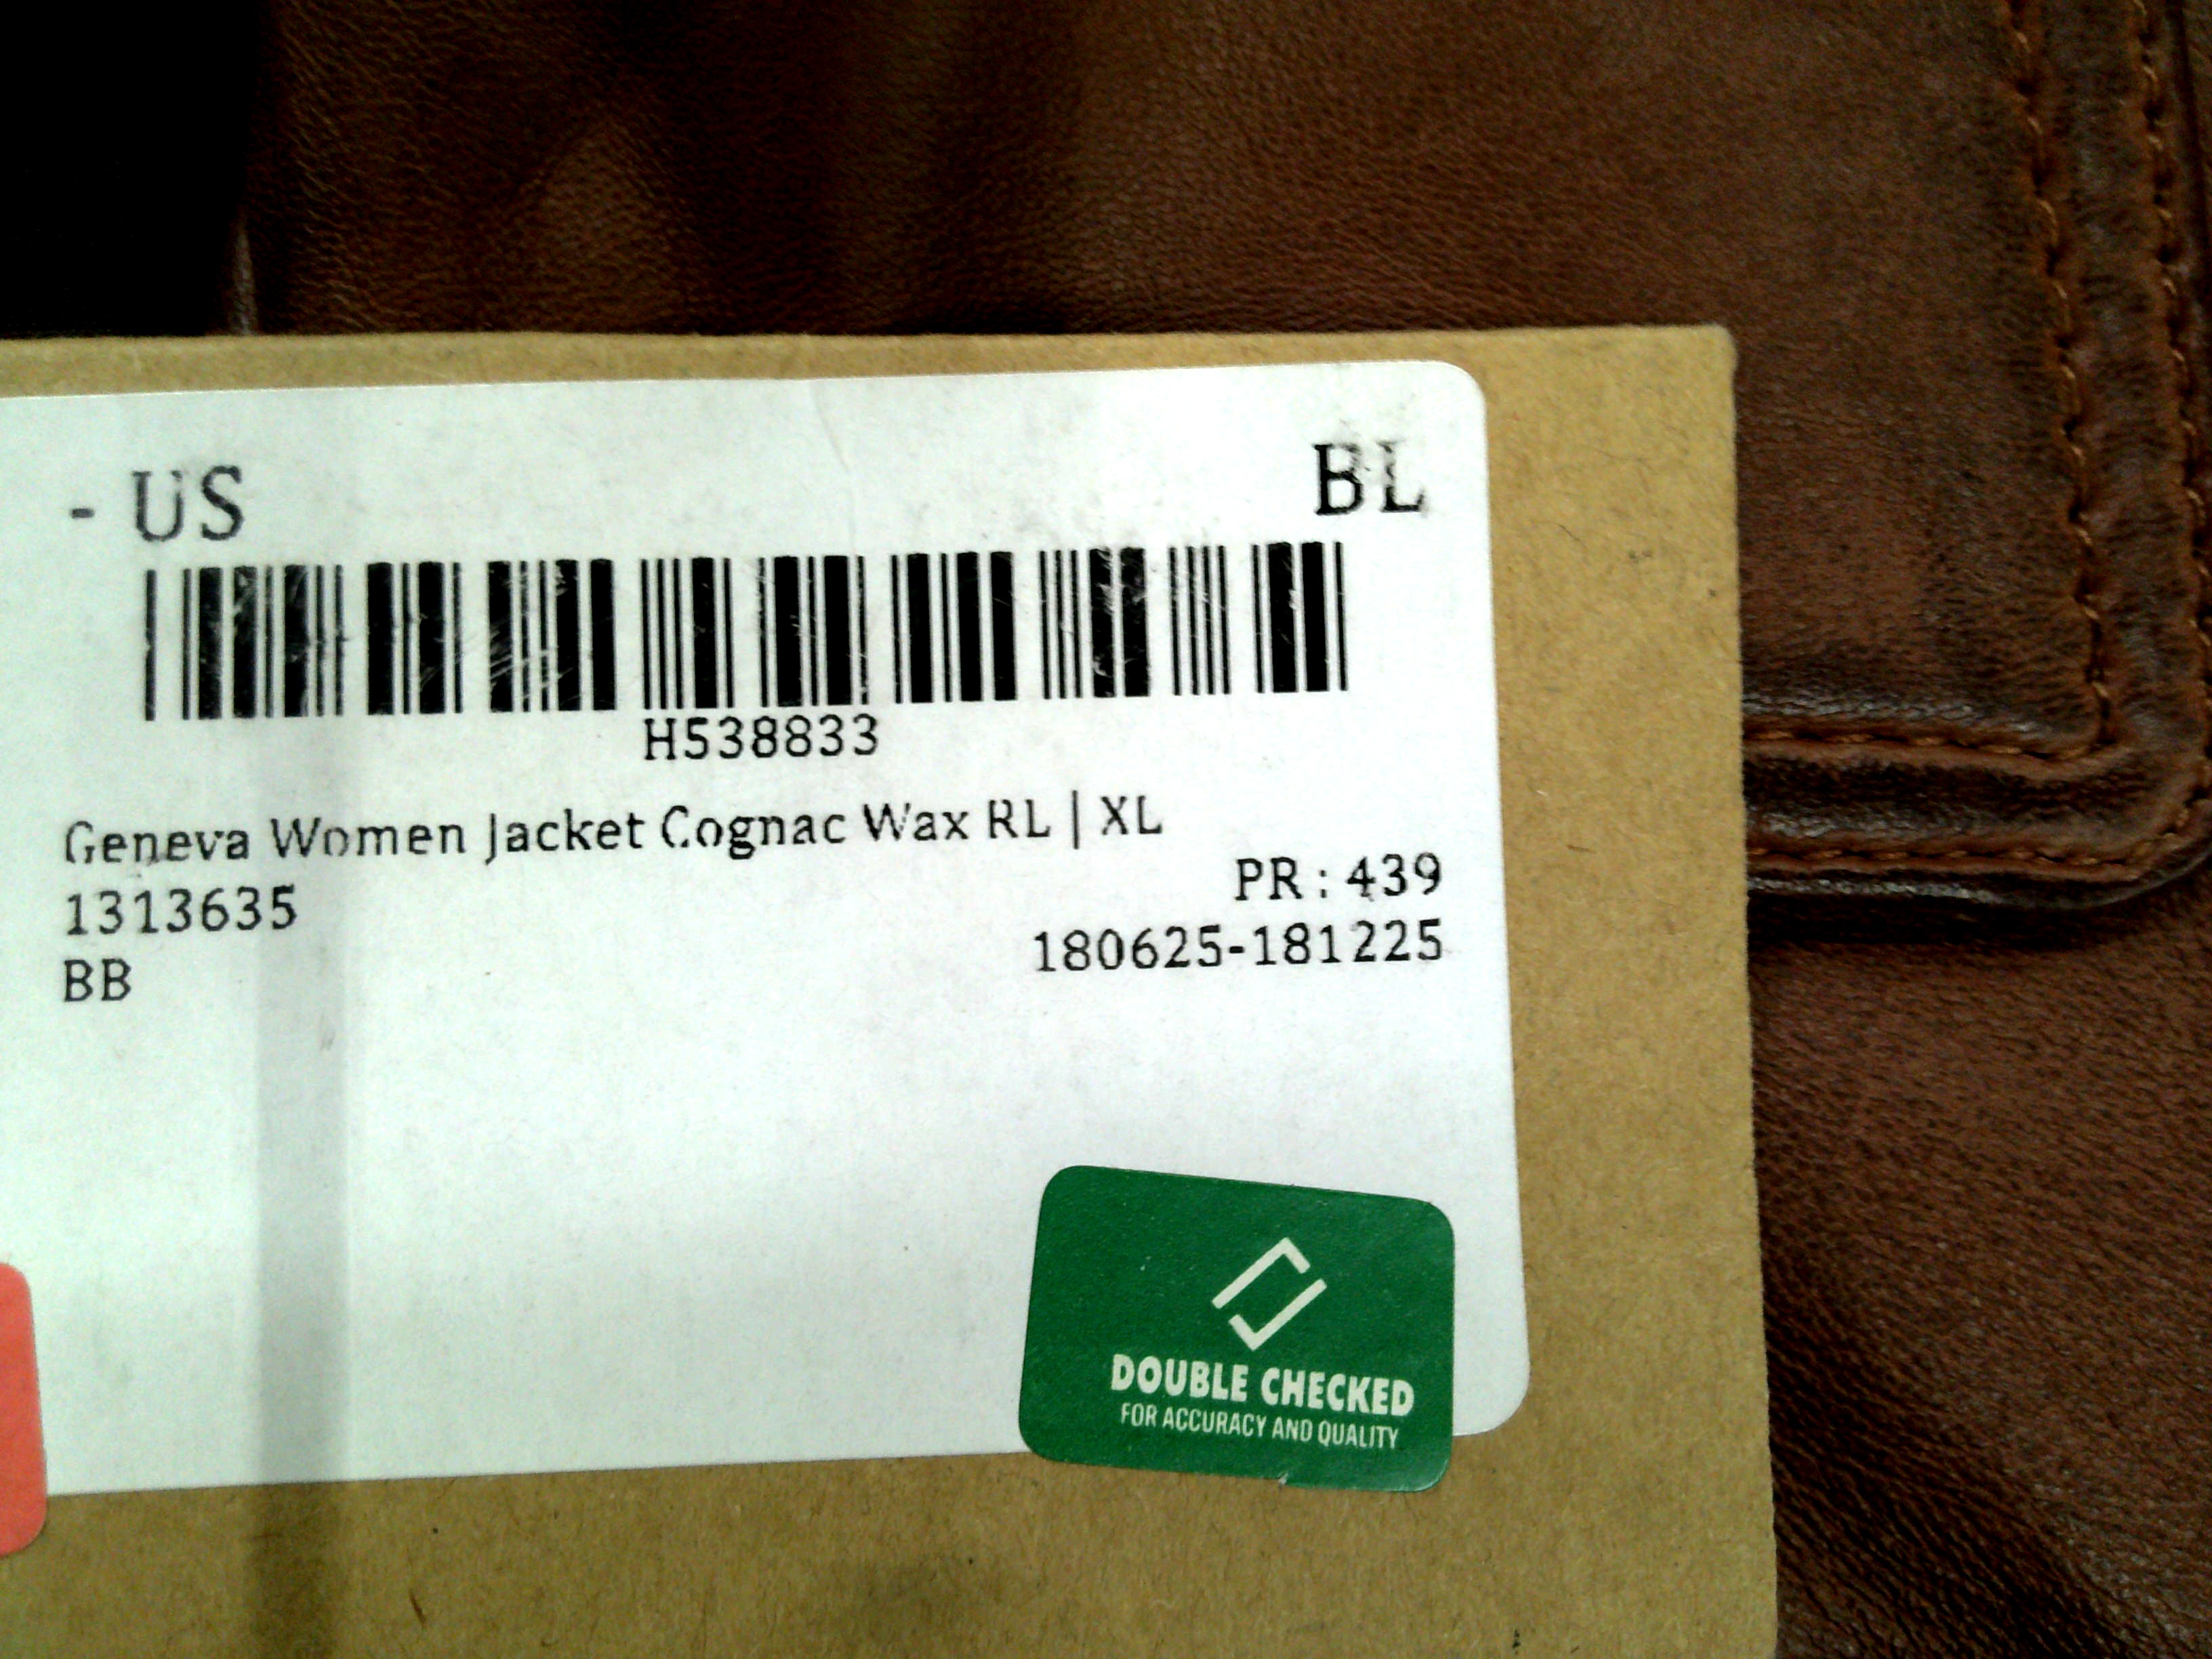 - US
BL
H538833
Geneva Women Jacket Cognac Wax RL | XL
PR : 439
1313635
180625-181225
BB
DOUBLE CHECKED
FOR ACCURACY AND QUALITY